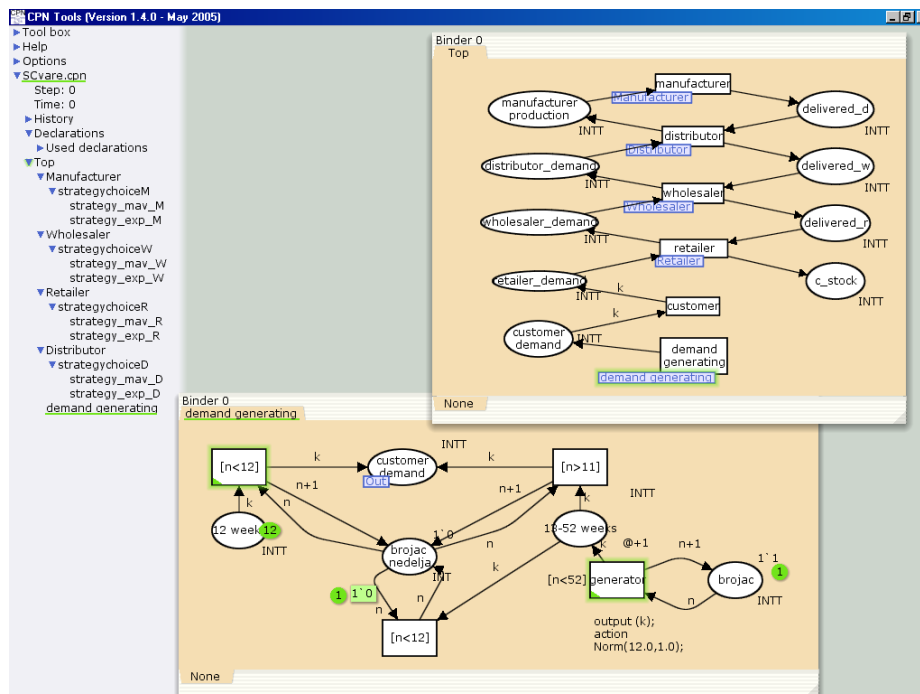 CPN Tools (Version 1.4.0 - May 2005)
Tool box
Help
Options
SCvare.cpn
Step: 0
Time: 0
History
Declarations
Used declarations
Top
Manufacturer
strategychoiceM
strategy_mav_M
strategy_exp_M
Wholesaler
strategychoiceW
strategy_mav_W
strategy_exp_W
Retailer
strategychoiceR
strategy_mav_R
strategy_exp_R
Distributor
strategychoiceD
strategy_mav_D
strategy_exp_D
demand generating
Binder 0
Top
manufacturer
Manufacturer
manufacturer
production
INTT
delivered_d
INTT
distributor
Distributor
distributor_demand
INTT
delivered_w
INTT
wholesaler
Wholesaler
wholesaler_demand
INTT
delivered_r
INTT
retailer
Retailer
retailer_demand
INTT
c_stock
INTT
k
customer
k
customer
demand
INTT
demand
generating
demand generating
None
Binder 0
demand generating
[n<12]
k
customer
demand
INTT
Out
k
[n>11]
n+1
n
n+1
INTT
k
12 week
12
INTT
k
13-52 weeks
1`0
brojac
nedelja
INT
n
k
k
@+1
n+1
1`1
1
[n<52]
generator
brojac
INTT
n
1
1`0
n
n
[n<12]
output (k);
action
Norm(12.0,1.0);
None